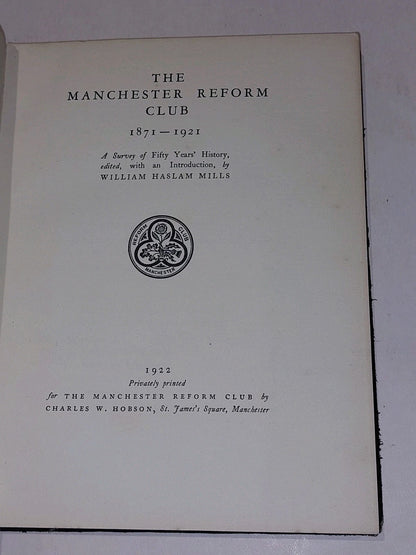 THE
MANCHESTER REFORM
CLUB
1871—1921
A Survey of Fifty Years' History,
edited, with an Introduction, by
WILLIAM HASLAM MILLS
REFORM CLUB
MANCHESTER
1922
Privately printed
for THE MANCHESTER REFORM CLUB by
CHARLES W. HOBSON, St. James's Square, Manchester